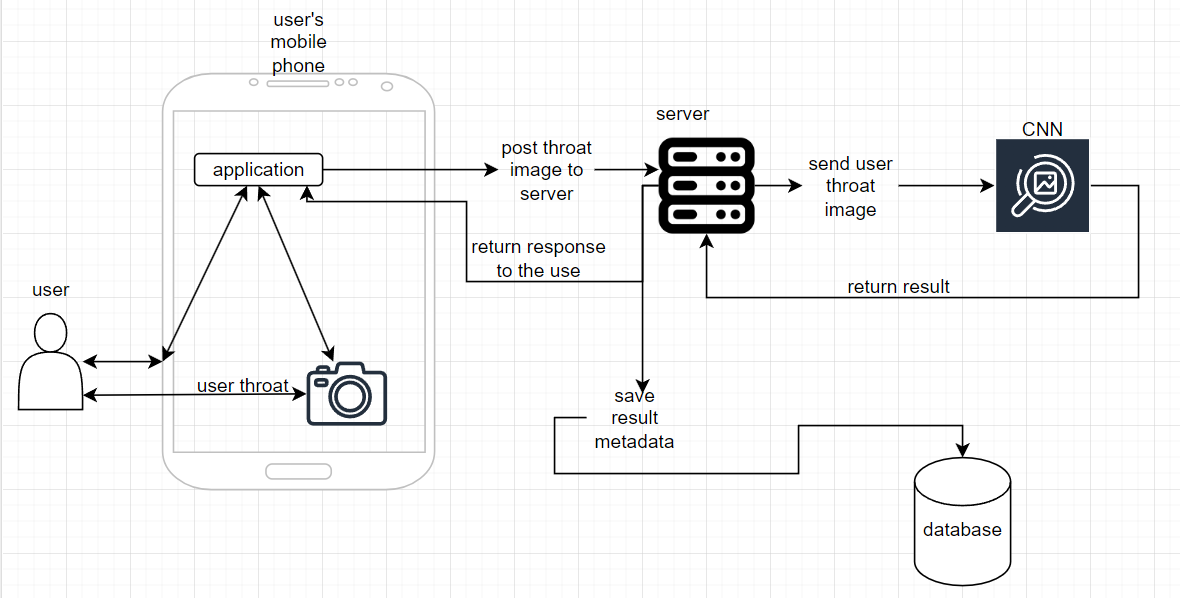 user's
mobile
phone
application
post throat
image to
server
server
send user
throat
image
CNN
return response
to the use
return result
user
user throat
save
result
metadata
database